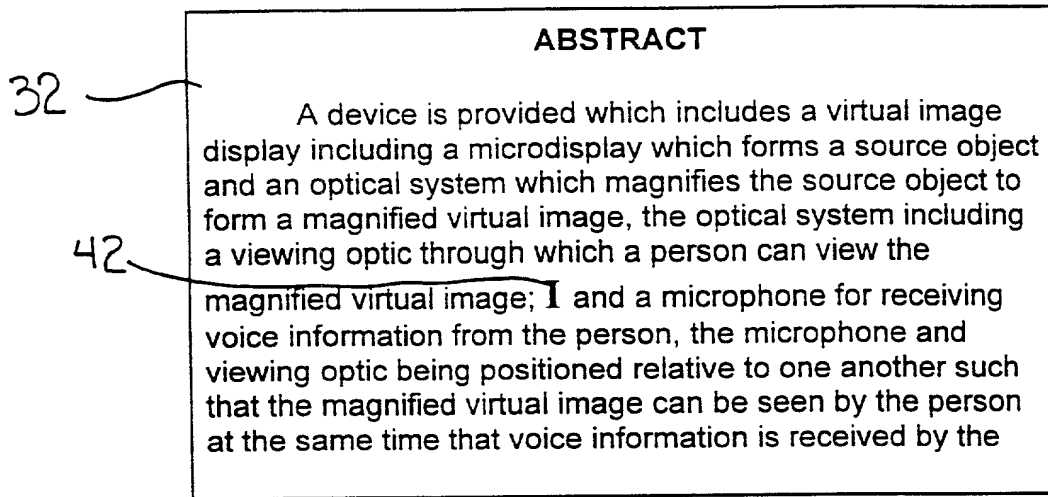 ABSTRACT
32
A device is provided which includes a virtual image
display including a microdisplay which forms a source object
and an optical system which magnifies the source object to
form a magnified virtual image, the optical system including
42
a viewing optic through which a person can view the
magnified virtual image; I and a microphone for receiving
voice information from the person, the microphone and
viewing optic being positioned relative to one another such
that the magnified virtual image can be seen by the person
at the same time that voice information is received by the